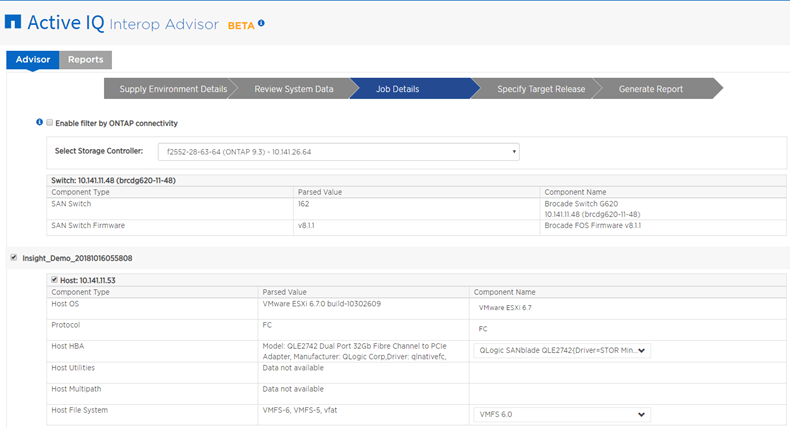 Active IQ Interop Advisor BETA
Advisor Reports
Supply Environment Details Review System Data Job Details Specify Target Release Generate Report
Enable filter by ONTAP connectivity
Select Storage Controller: f2552-28-63-64 (ONTAP 9.3) - 10.141.26.64
Switch: 10.141.11.48 (brcdg620-11-48)
Component Type Parsed Value Component Name
SAN Switch 162 Brocade Switch G620
10.141.11.48 (brcdg620-11-48)
SAN Switch Firmware v8.1.1 Brocade FOS Firmware v8.1.1
Insight_Demo_20181016055808
Host: 10.141.11.53
Component Type Parsed Value Component Name
Host OS VMware ESXi 6.7.0 build-10302609 VMware ESXi 6.7
Protocol FC FC
Host HBA Model: QLE2742 Dual Port 32Gb Fibre Channel to PCIe QLogic SANblade QLE2742{Driver=STOR Min...
Adapter, Manufacturer: QLogic Corp,Driver: qlnativefc,
Host Utilities Data not available
Host Multipath Data not available
Host File System VMFS-6, VMFS-5, vfat VMFS 6.0